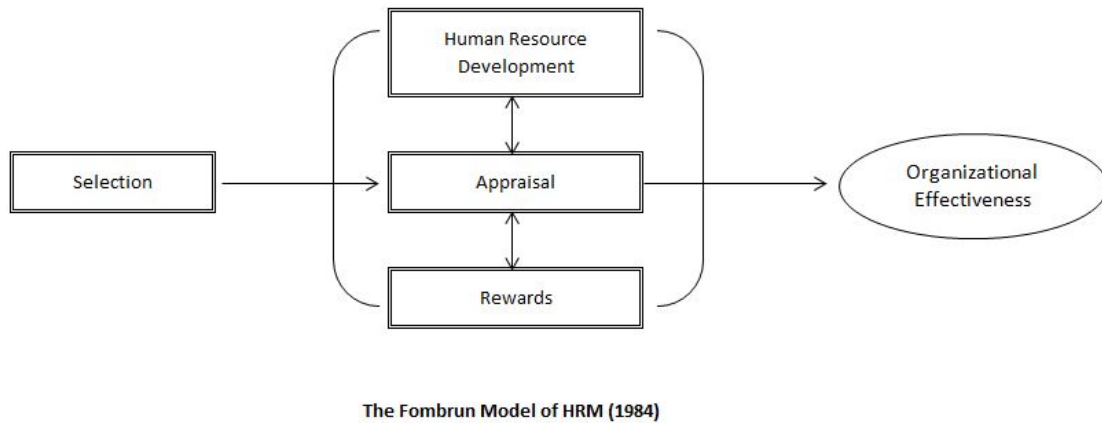 Human Resource
Development
Selection
Appraisal
Organizational
Effectiveness
Rewards
The Fombrun Model of HRM (1984)